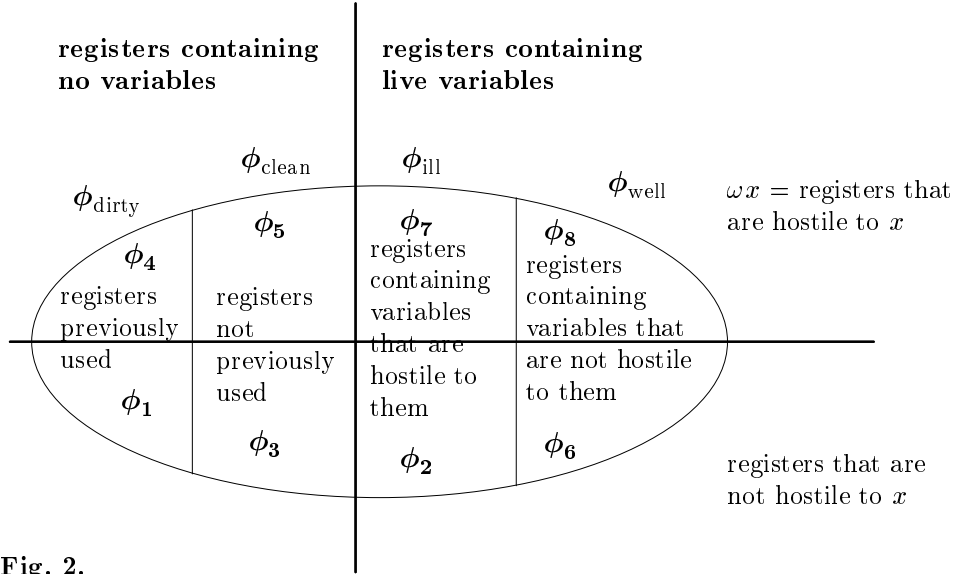 registers containing
no variables
registers containing
live variables
ϕdirty
ϕclean
ϕill
ϕwell
ωx = registers that
are hostile to x
ϕ4
registers
previously
used
ϕ1
ϕ5
registers
not
previously
used
ϕ3
ϕ7
registers
containing
variables
that are
hostile to
them
ϕ2
ϕ8
registers
containing
variables that
are not hostile
to them
ϕ6
registers that are
not hostile to x
Fig. 2.